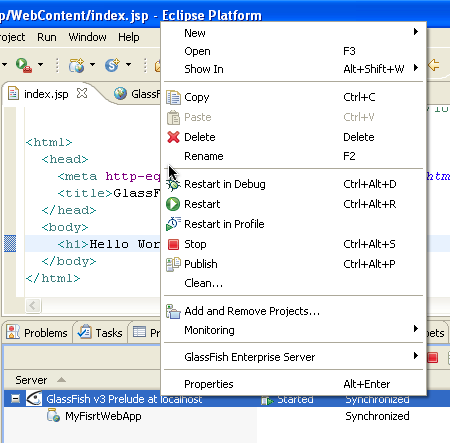 p/WebContent/index.jsp - Eclipse Platform
roject Run Window Help
index.jsp GlassF
<html>
<head>
<meta http-eq
<title>GlassF
</head>
<body>
<h1>Hello Wor
</body>
</html>
New
Open F3
Show In Alt+Shift+W
Copy Ctrl+C
Paste Ctrl+V
Delete Delete
Rename F2
Restart in Debug Ctrl+Alt+D
Restart Ctrl+Alt+R
Restart in Profile
Stop Ctrl+Alt+S
Publish Ctrl+Alt+P
Clean...
Add and Remove Projects...
Monitoring
GlassFish Enterprise Server
Properties Alt+Enter
Problems Tasks Pr pets
Server
GlassFish v3 Prelude at localhost Started Synchronized
MyFisrtWebApp Synchronized